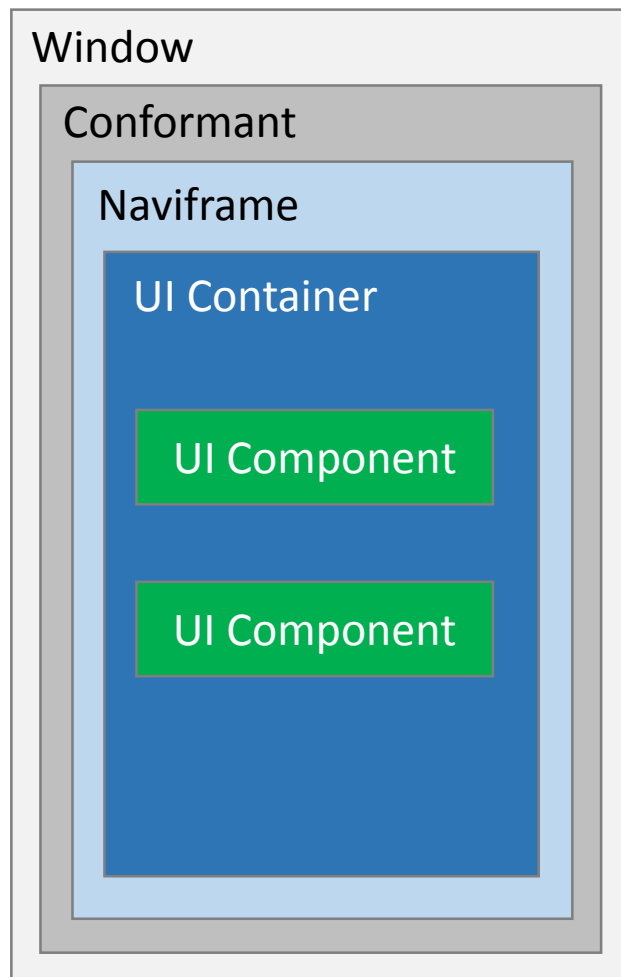 Window
Conformant
Naviframe
UI Container
UI Component
UI Component